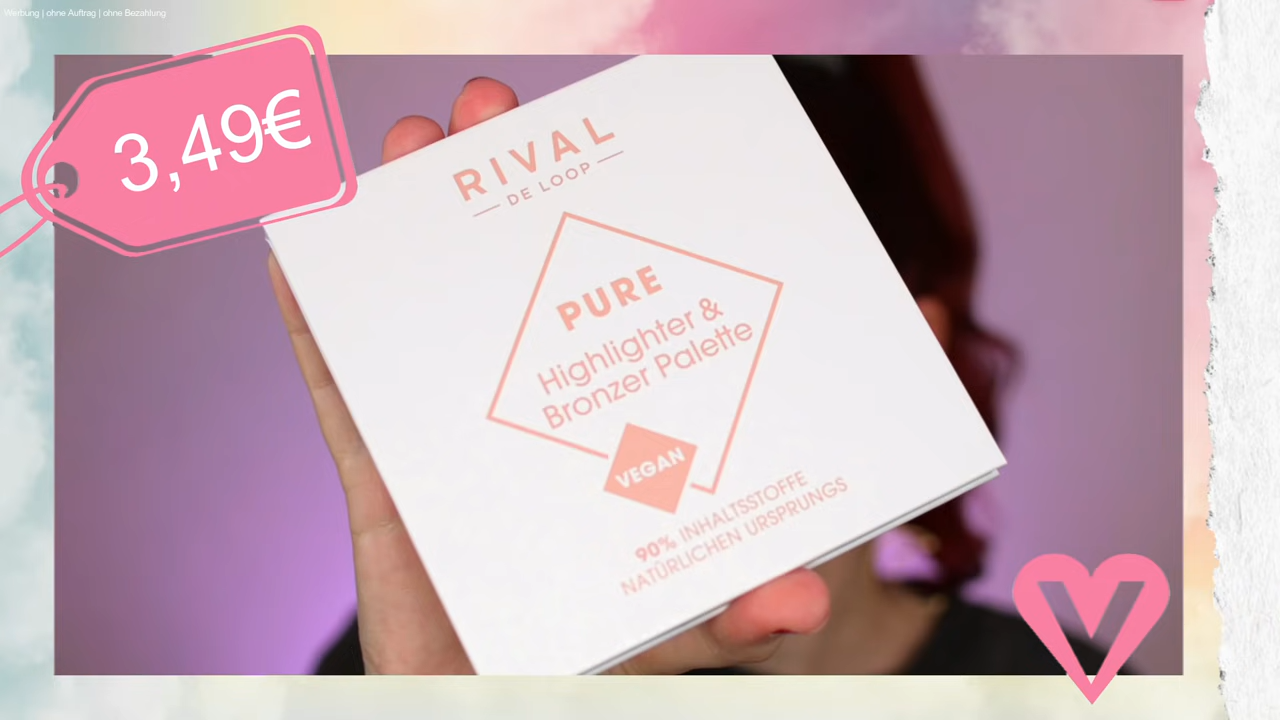 Werbung | ohne Auftrag | ohne Bezahlung
3,49€
RIVAL
DE LOOP
PURE
Highlighter &
Bronzer Palette
VEGAN
90% INHALTSSTOFFE
NATÜRLICHEN URSPRUNGS
V